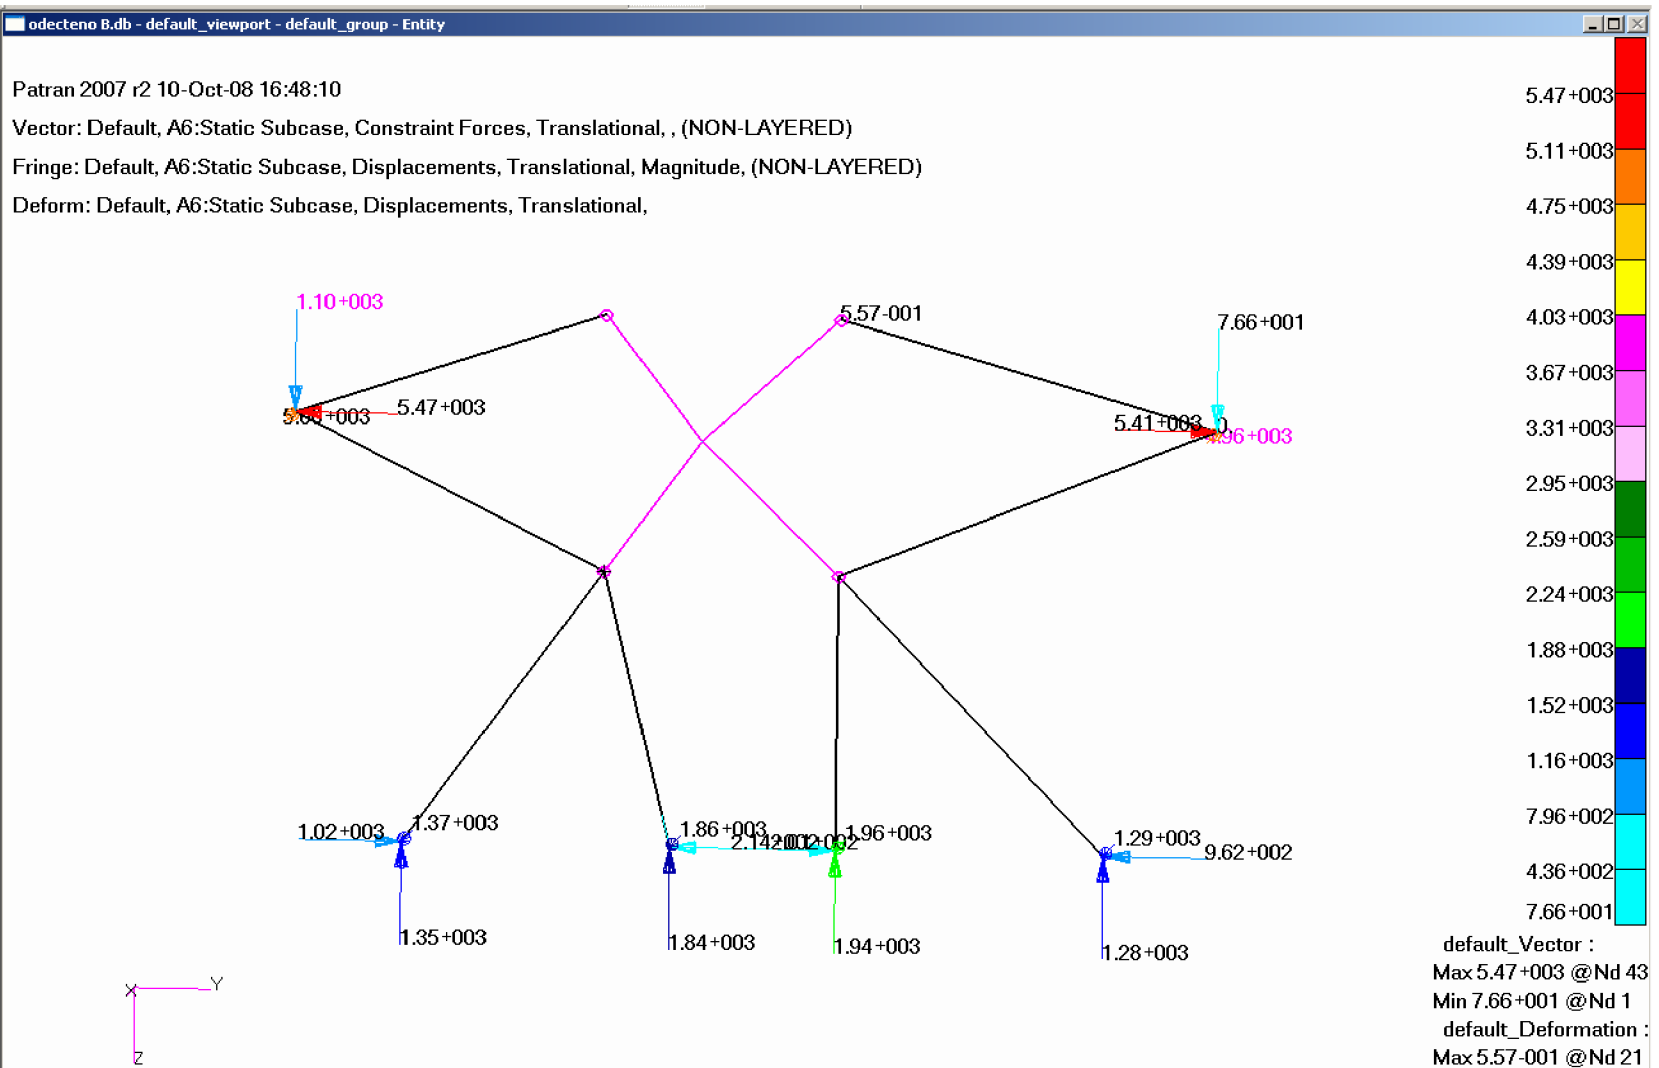 odecteno B.db - default_viewport - default_group - Entity
Patran 2007 r2 10-Oct-08 16:48:10
Vector: Default, A6:Static Subcase, Constraint Forces, Translational, , (NON-LAYERED)
Fringe: Default, A6:Static Subcase, Displacements, Translational, Magnitude, (NON-LAYERED)
Deform: Default, A6:Static Subcase, Displacements, Translational,
5.47+003
5.11+003
4.75+003
4.39+003
4.03+003
3.67+003
3.31+003
2.95+003
2.59+003
2.24+003
1.88+003
1.52+003
1.16+003
7.96+002
4.36+002
7.66+001
1.10+003
5.57-001
7.66+001
5.47+003
5.41+003
1.02+003
1.37+003
1.86+003
1.96+003
1.29+003
9.62+002
1.35+003
1.84+003
1.94+003
1.28+003
X
Y
Z
default_Vector :
Max 5.47+003 @Nd 43
Min 7.66+001 @Nd 1
default_Deformation :
Max 5.57-001 @Nd 21